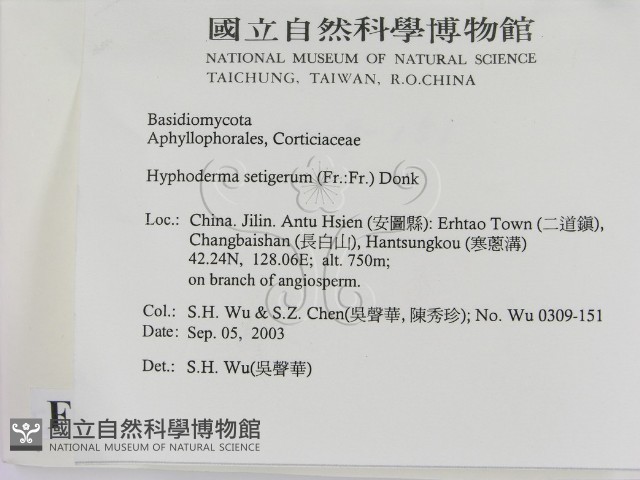 國立自然科學博物館
NATIONAL MUSEUM OF NATURAL SCIENCE
TAICHUNG, TAIWAN, R.O.CHINA
Basidiomycota
Aphyllophorales, Corticiaceae
Hyphoderma setigerum (Fr.:Fr.) Donk
Loc.: China. Jilin. Antu Hsien (安圖縣): Erhtao Town (二道鎮),
Changbaishan (長白山), Hantsungkou (寒蔥溝)
42.24N, 128.06E; alt. 750m;
on branch of angiosperm.
Col.: S.H. Wu & S.Z. Chen(吳聲華, 陳秀珍); No. Wu 0309-151
Date: Sep. 05, 2003
Det.: S.H. Wu(吳聲華)
F
國立自然科學博物館
NATIONAL MUSEUM OF NATURAL SCIENCE